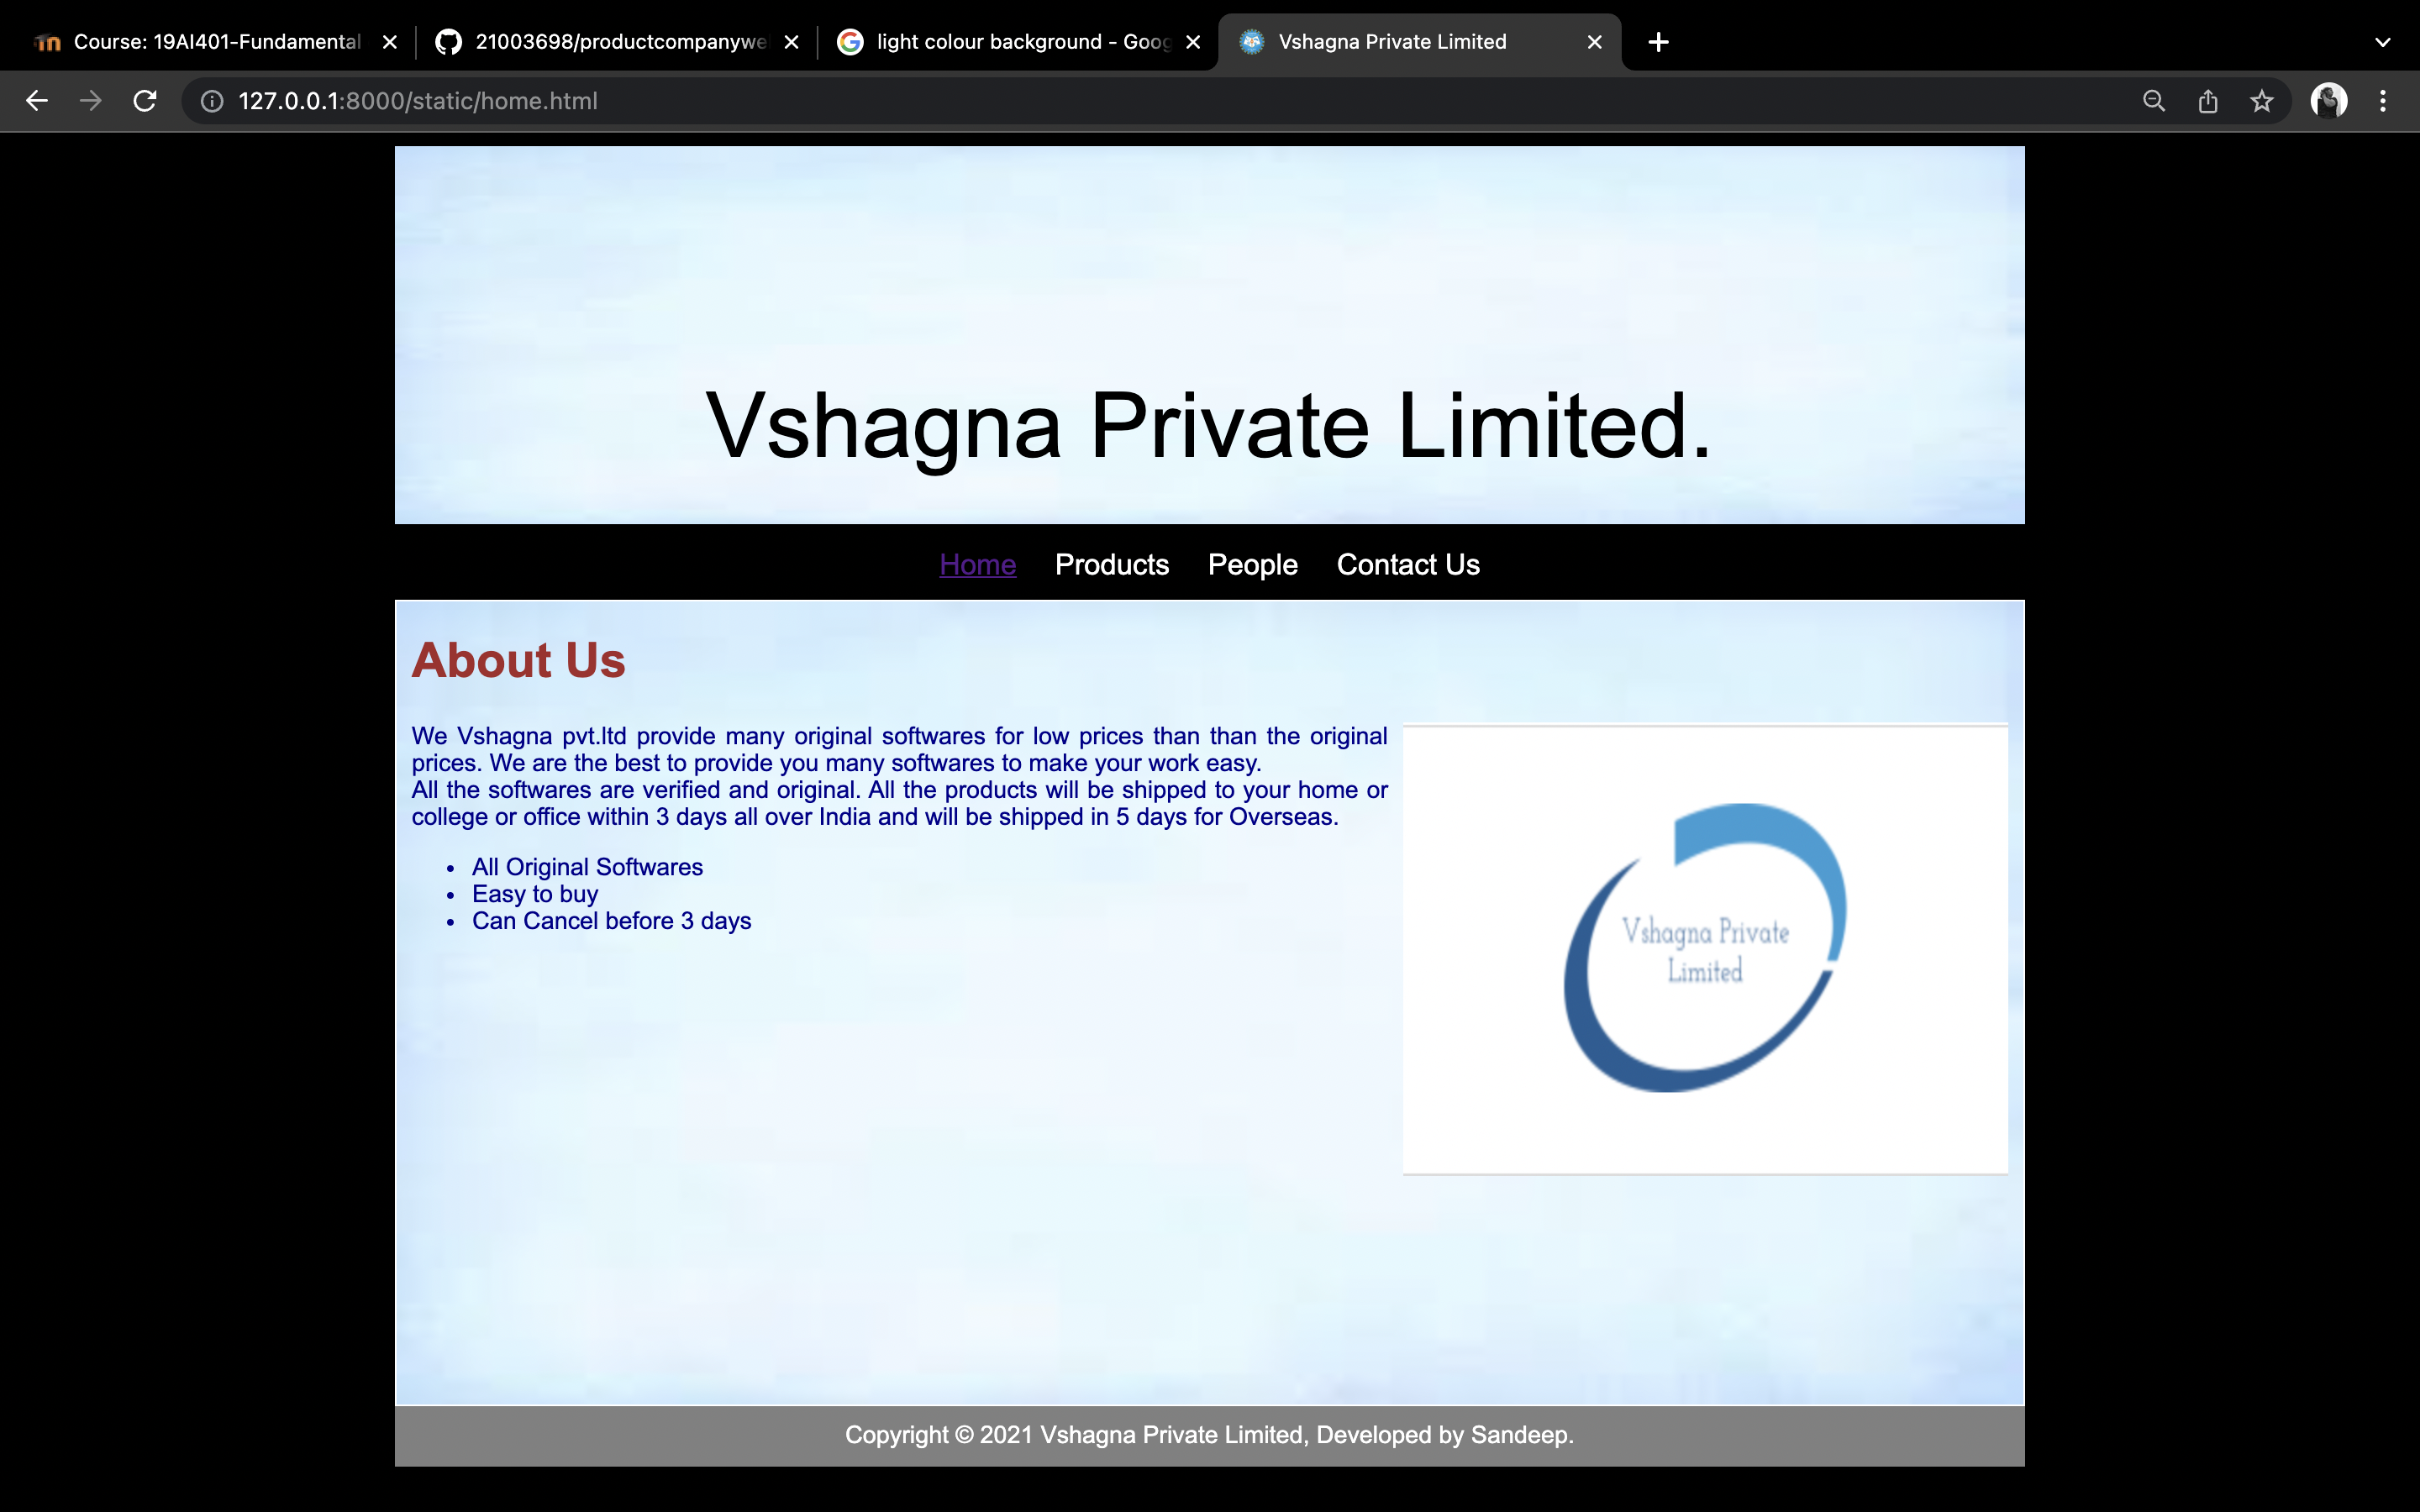 Course: 19AI401-Fundamental
21003698/productcompanywe
light colour background - Goog
Vshagna Private Limited
127.0.0.1:8000/static/home.html
Vshagna Private Limited.
Home Products People Contact Us
About Us
We Vshagna pvt.ltd provide many original softwares for low prices than than the original
prices. We are the best to provide you many softwares to make your work easy.
All the softwares are verified and original. All the products will be shipped to your home or
college or office within 3 days all over India and will be shipped in 5 days for Overseas.
• All Original Softwares
• Easy to buy
• Can Cancel before 3 days
Vshagna Private
Limited
Copyright © 2021 Vshagna Private Limited, Developed by Sandeep.